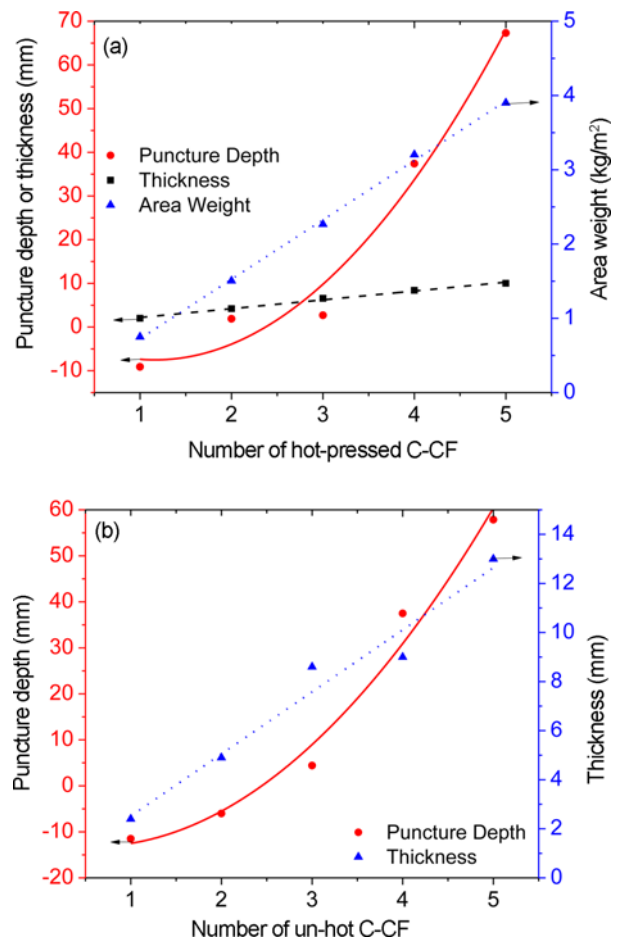 (a)
Puncture depth or thickness (mm)
70
60
50
40
30
20
10
0
-10
Puncture Depth
Thickness
Area Weight
5
4
3
2
1
0
Area weight (kg/m²)
1 2 3 4 5
Number of hot-pressed C-CF
(b)
Puncture depth (mm)
60
50
40
30
20
10
0
-10
-20
Puncture Depth
Thickness
14
12
10
8
6
4
2
0
Thickness (mm)
1 2 3 4 5
Number of un-hot C-CF